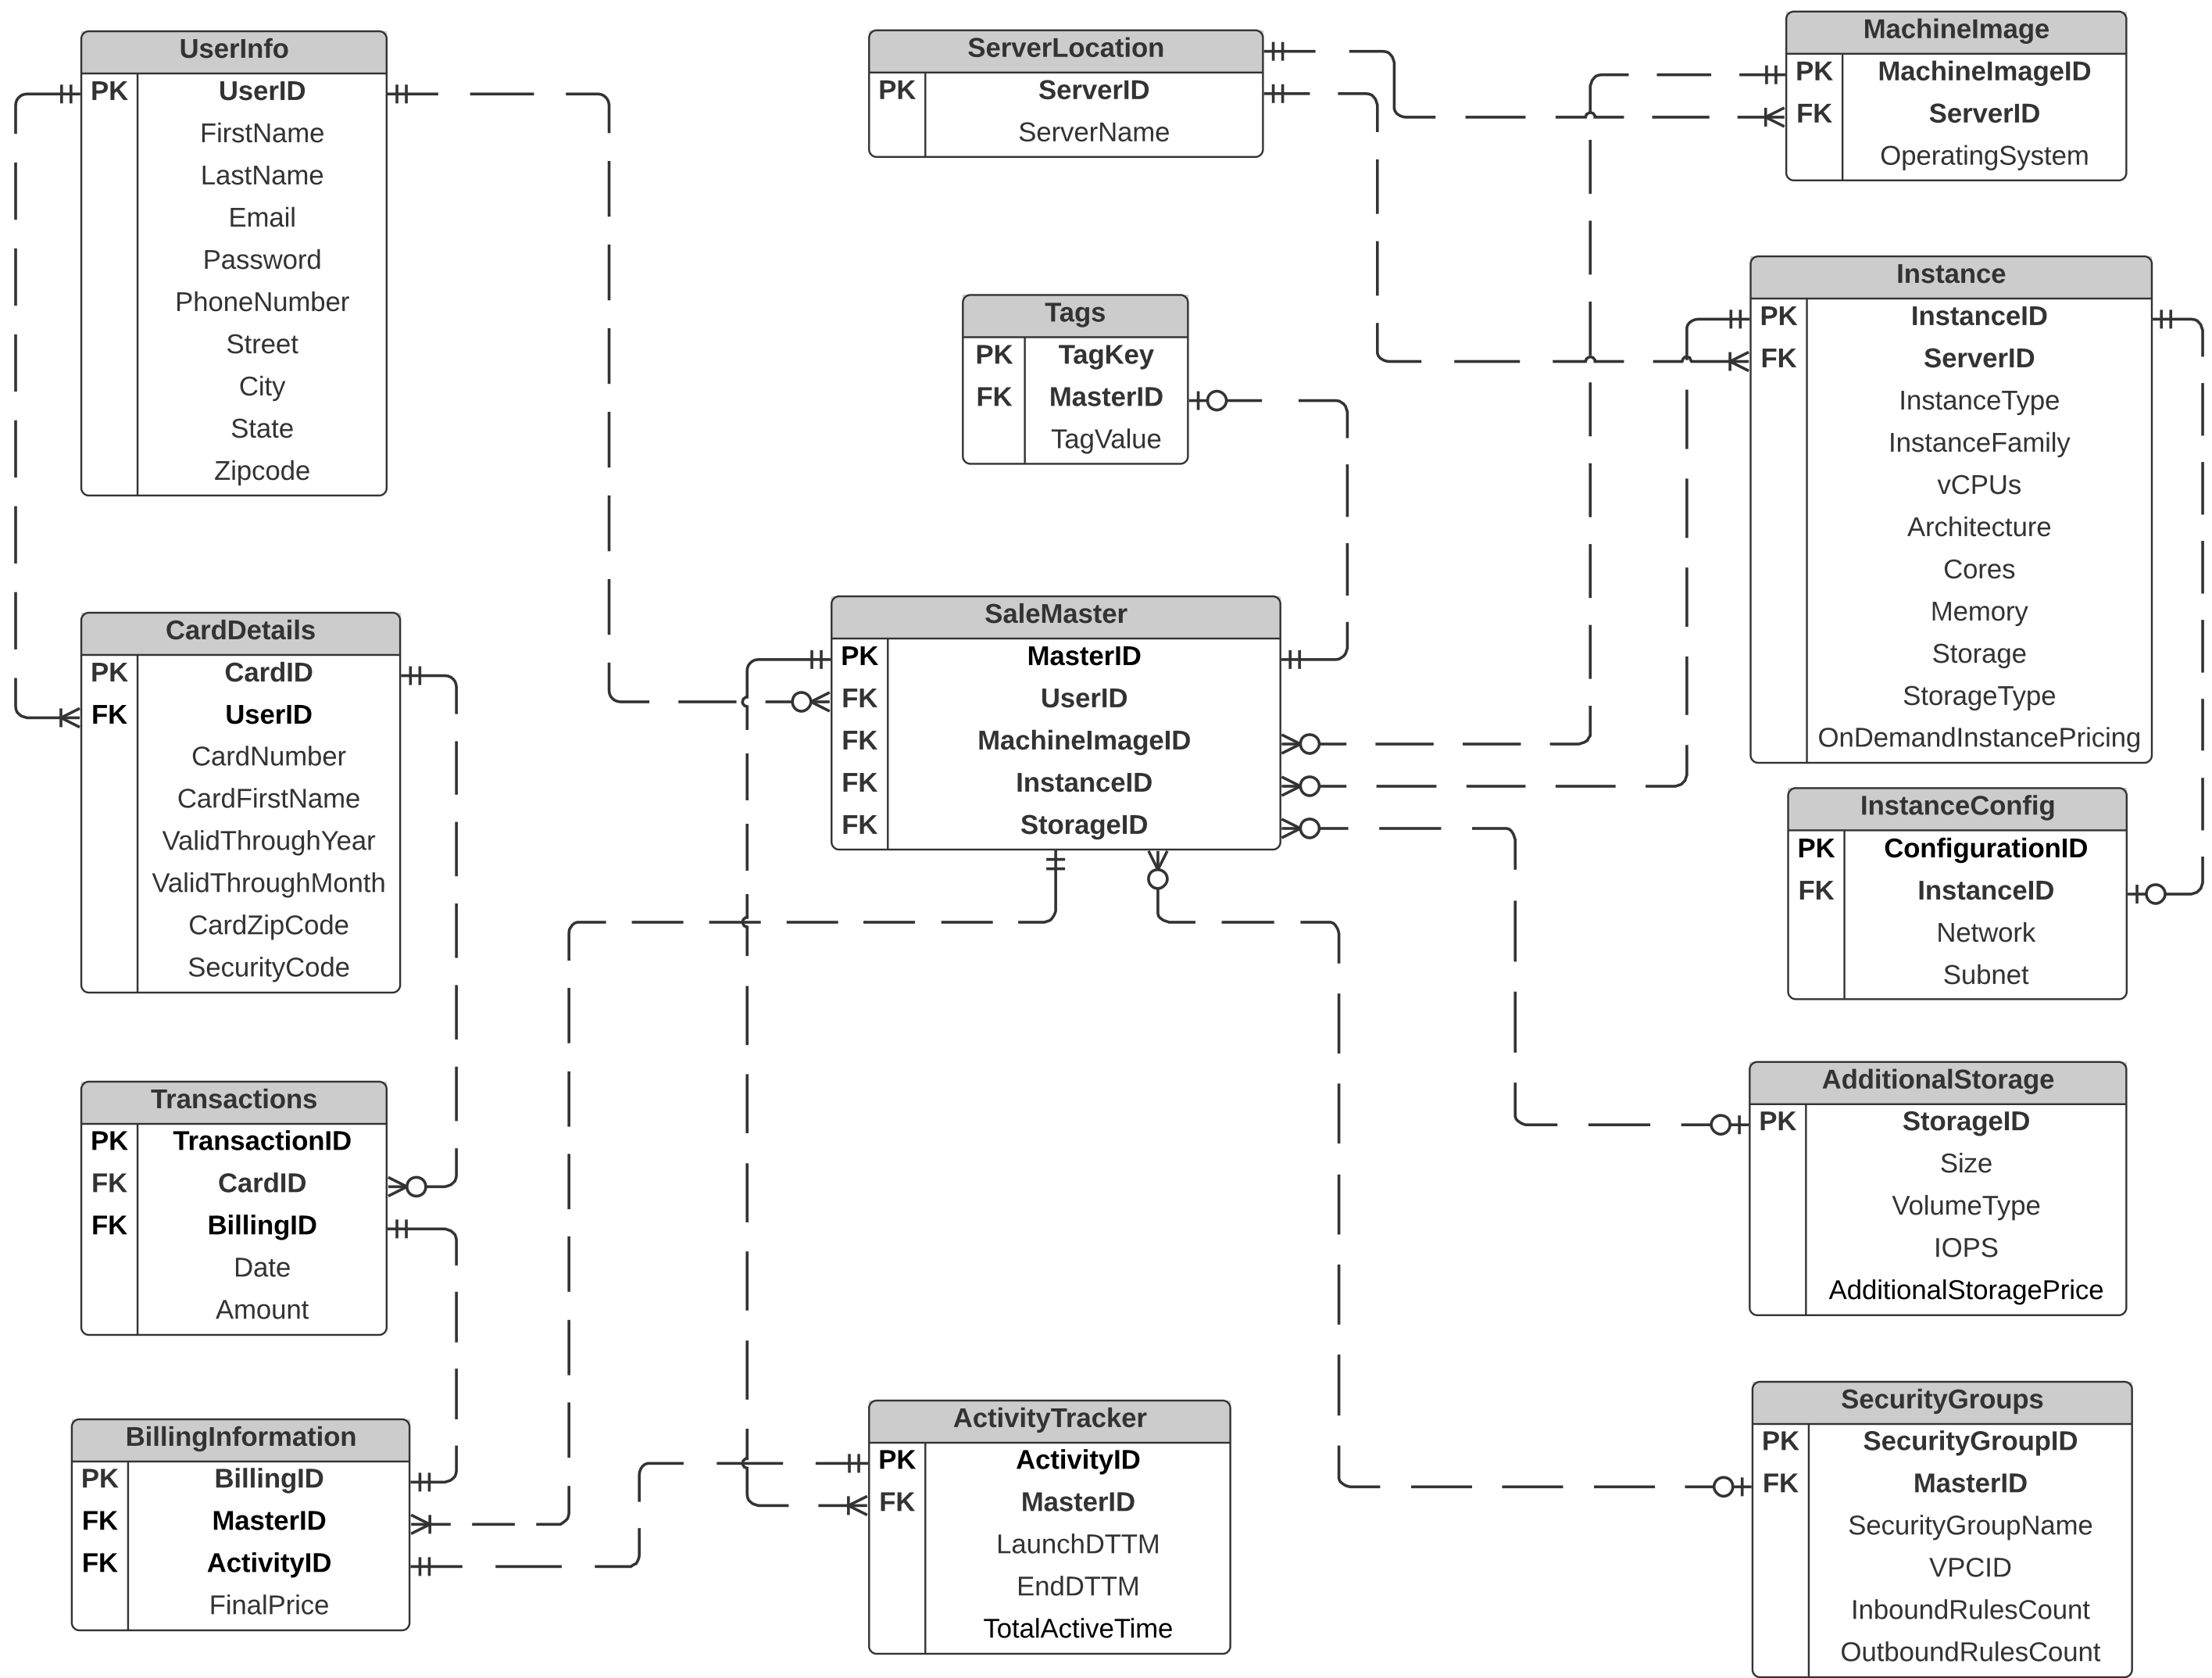 UserInfo
PK UserID
FirstName
LastName
Email
Password
PhoneNumber
Street
City
State
Zipcode
ServerLocation
PK ServerID
ServerName
MachineImage
PK MachineImageID
FK ServerID
OperatingSystem
Tags
PK TagKey
FK MasterID
TagValue
Instance
PK InstanceID
FK ServerID
InstanceType
InstanceFamily
vCPUs
Architecture
Cores
Memory
Storage
StorageType
OnDemandInstancePricing
CardDetails
PK CardID
FK UserID
CardNumber
CardFirstName
ValidThroughYear
ValidThroughMonth
CardZipCode
SecurityCode
SaleMaster
PK MasterID
FK UserID
FK MachineImageID
FK InstanceID
FK StorageID
InstanceConfig
PK ConfigurationID
FK InstanceID
Network
Subnet
Transactions
PK TransactionID
FK CardID
FK BillingID
Date
Amount
AdditionalStorage
PK StorageID
Size
VolumeType
IOPS
AdditionalStoragePrice
BillingInformation
PK BillingID
FK MasterID
FK ActivityID
FinalPrice
ActivityTracker
PK ActivityID
FK MasterID
LaunchDTTM
EndDTTM
TotalActiveTime
SecurityGroups
PK SecurityGroupID
FK MasterID
SecurityGroupName
VPCID
InboundRulesCount
OutboundRulesCount